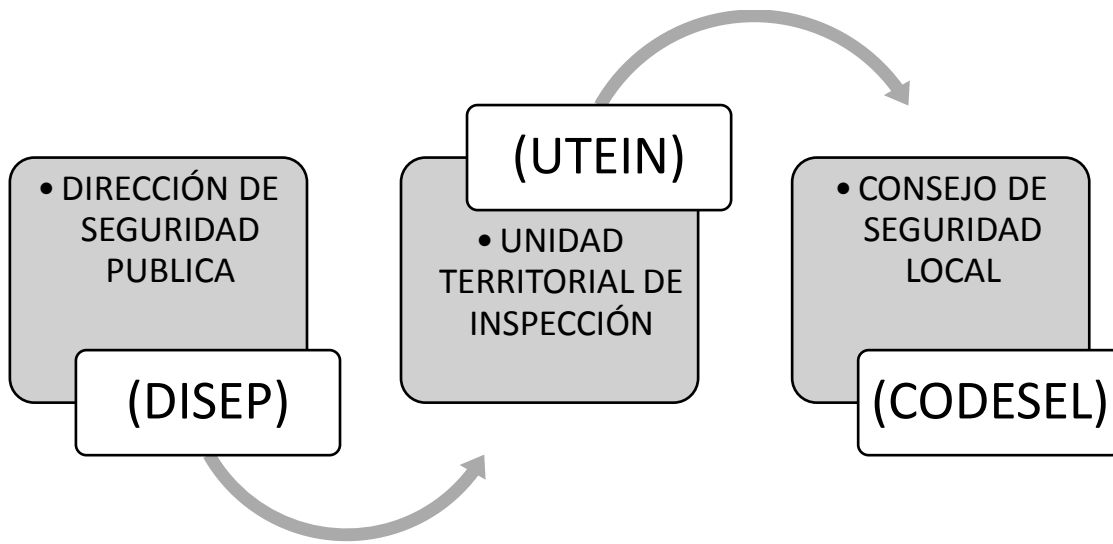 • DIRECCIÓN DE
SEGURIDAD
PUBLICA
(DISEP)
(UTEIN)
• UNIDAD
TERRITORIAL DE
INSPECCIÓN
• CONSEJO DE
SEGURIDAD
LOCAL
(CODESEL)